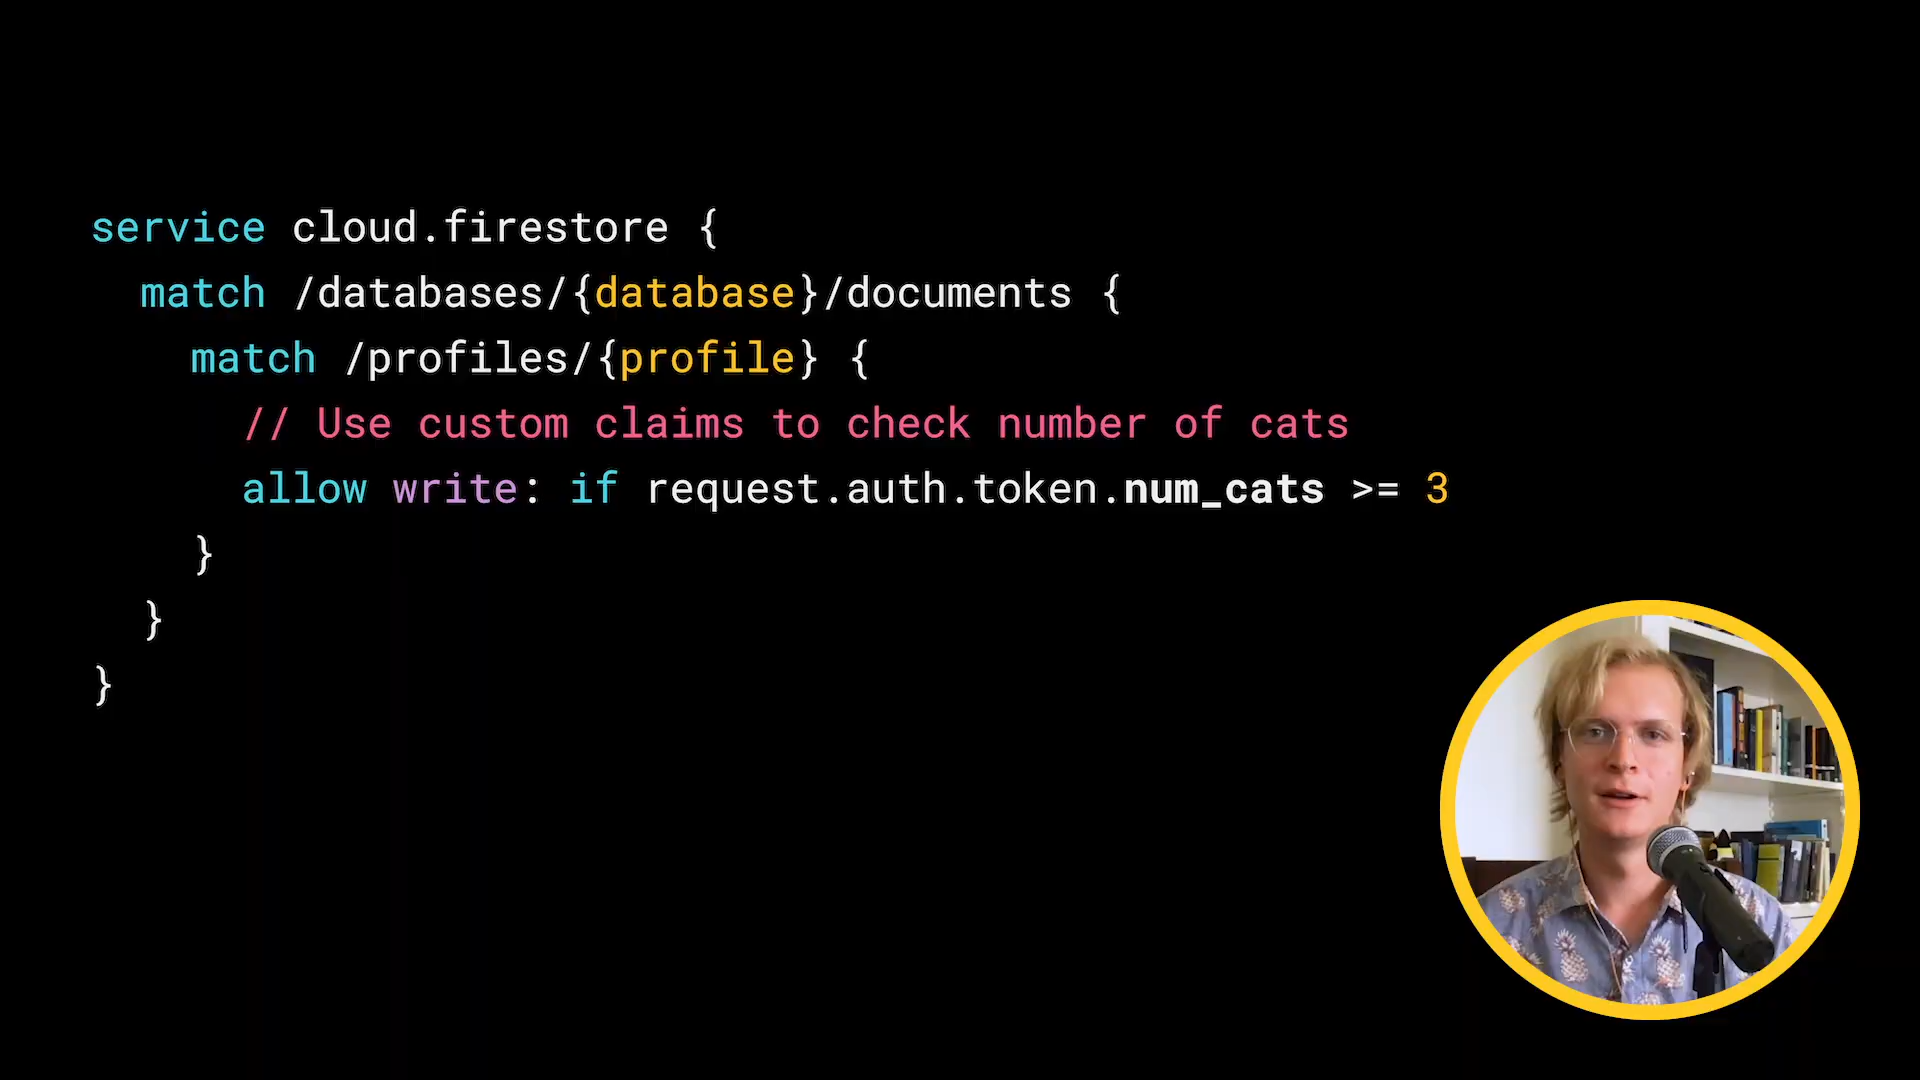 service cloud.firestore {
match /databases/{database}/documents {
match /profiles/{profile} {
// Use custom claims to check number of cats
allow write: if request.auth.token.num_cats >= 3
}
}
}